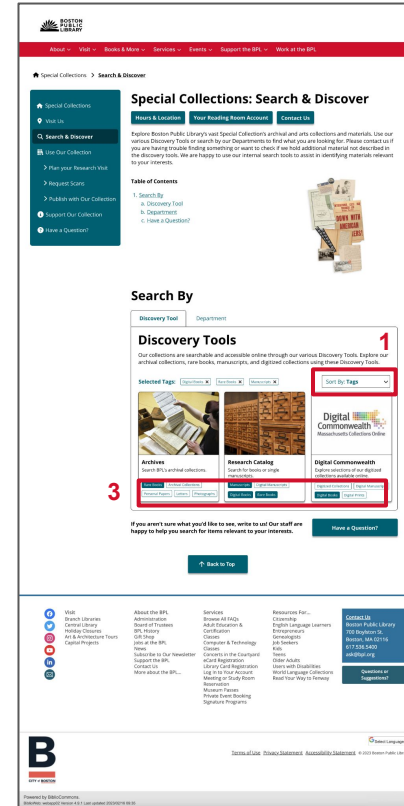 BOSTON
PUBLIC
LIBRARY
About Visit Books & More Services Events Support the BPL Work at the BPL
Special Collections > Search & Discover
Special Collections
Visit Us
Search & Discover
Use Our Collection
> Plan your Research Visit
> Request Scans
> Publish with Our Collection
Support Our Collection
Have a Question?
Special Collections: Search & Discover
Hours & Location Your Reading Room Account Contact Us
Explore Boston Public Library's vast Special Collection's archival and arts collections and materials. Use our
various Discovery Tools or search by our Departments to find what you are looking for. Please contact us if
you are having trouble finding something or want to check if we hold additional material not described in
the discovery tools. We are happy to use our internal search tools to assist in identifying materials relevant
to your interests.
Table of Contents
1. Search By
a. Discovery Tool
b. Department
c. Have a Question?
DOWN WITH
AMERICAN
Search By
Discovery Tool Department
Discovery Tools
1
Our collections are searchable and accessible online through our various Discovery Tools. Explore our
archival collections, rare books, manuscripts, and digitized collections using these Discovery Tools.
Selected Tags: Digital Books X Rare Books X Manuscripts X
Sort By: Tags
Digital
Commonwealth
Massachusetts Collections Online
Archives
Search BPL's archival collections.
Rare Books Archival Collections
Personal Papers Letters Photographs
Research Catalog
Search for books or single
manuscripts.
Manuscripts Digital Manuscripts
Digital Books Rare Books
Digital Commonwealth
Explore selections of our digitized
collections available online.
Digitized Collections Digital Manuscripts
Digital Books Digital Prints
3
If you aren't sure what you'd like to see, write to us! Our staff are
happy to help you search for items relevant to your interests.
Have a Question?
↑ Back to Top
Visit
Branch Libraries
Central Library
Holiday Closures
Art & Architecture Tours
Capital Projects
About the BPL
Administration
Board of Trustees
BPL History
Gift Shop
Jobs at the BPL
News
Subscribe to Our Newsletter
Support the BPL
Contact Us
More about the BPL...
Services
Browse All FAQs
Adult Education &
Certification
Classes
Computer & Technology
Classes
Concerts in the Courtyard
eCard Registration
Library Card Registration
Log In to Your Account
Meeting or Study Room
Reservation
Museum Passes
Private Event Booking
Signature Programs
Resources For...
Citizenship
English Language Learners
Entrepreneurs
Genealogists
Job Seekers
Kids
Teens
Older Adults
Users with Disabilities
World Language Collections
Read Your Way to Fenway
Contact Us
Boston Public Library
700 Boylston St.
Boston, MA 02116
617.536.5400
ask@bpl.org
Questions or
Suggestions?
Select Language
B
CITY of BOSTON
Terms of Use Privacy Statement Accessibility Statement © 2023 Boston Public Libr
Powered by BiblioCommons.